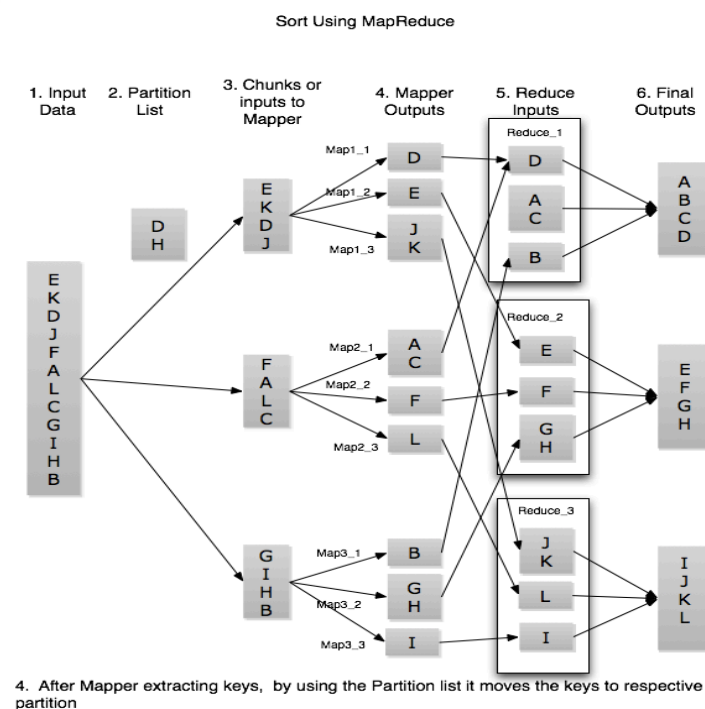 Sort Using MapReduce
1. Input
Data
2. Partition
List
3. Chunks or
inputs to
Mapper
4. Mapper
Outputs
5. Reduce
Inputs
6. Final
Outputs
E
K
D
J
F
A
L
C
G
I
H
B
D
H
E
K
D
J
F
A
L
C
G
I
H
B
Map1_1
Map1_2
Map1_3
Map2_1
Map2_2
Map2_3
Map3_1
Map3_2
Map3_3
D
E
J
K
A
C
F
L
B
G
H
I
Reduce_1
D
A
C
B
Reduce_2
E
F
G
H
Reduce_3
J
K
L
I
A
B
C
D
E
F
G
H
I
J
K
L
4. After Mapper extracting keys, by using the Partition list it moves the keys to respective
partition